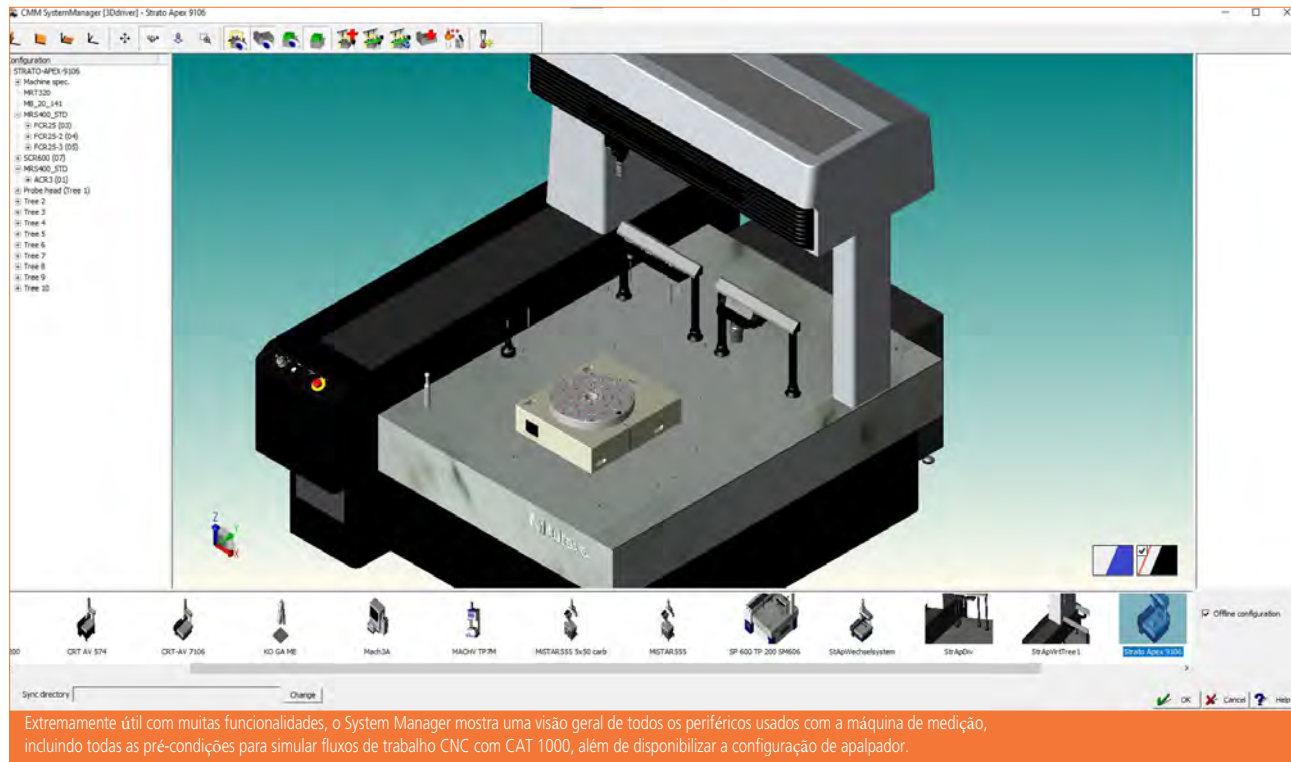 CMM SystemManager [3Ddriver] - Strato Apex 9106
onfiguration
STRATO-APEX-9106
Machine spec.
MRT320
MB_20_141
MRS400_STD
FCR25 (03)
FCR25-2 (04)
FCR25-3 (05)
SCR600 (07)
MRS400_STD
ACR3 (01)
Probe head (Tree 1)
Tree 2
Tree 3
Tree 4
Tree 5
Tree 6
Tree 7
Tree 8
Tree 9
Tree 10
Mitutoyo
Z
Y
X
Offline configuration
00 CRT AV 574 CRT-AV 7106 KO GA ME Mach3A MACHV TP7M MISTAR555 5x50 carb MISTAR555 SP 600 TP 200 SM606 StApWechselsystem StrApDiv StrApVirtTree1 Strato Apex 9106
Sync directory Change OK Cancel Help
Extremamente útil com muitas funcionalidades, o System Manager mostra uma visão geral de todos os periféricos usados com a máquina de medição,
incluindo todas as pré-condições para simular fluxos de trabalho CNC com CAT 1000, além de disponibilizar a configuração de apalpador.